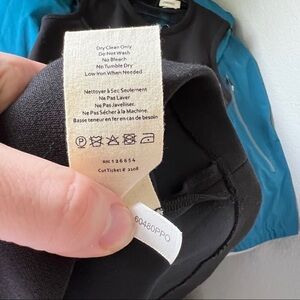 Dry Clean Only
Do Not Wash
No Bleach
No Tumble Dry
Low Iron When Needed
Nettoyer à Sec Seulement
Ne Pas Laver
Ne Pas Javeliser.
Ne Pas Sécher à la Machine.
Basse teneur en fer en cas de besoin
RN 126654
Cut Ticket # 2108
60480PPO